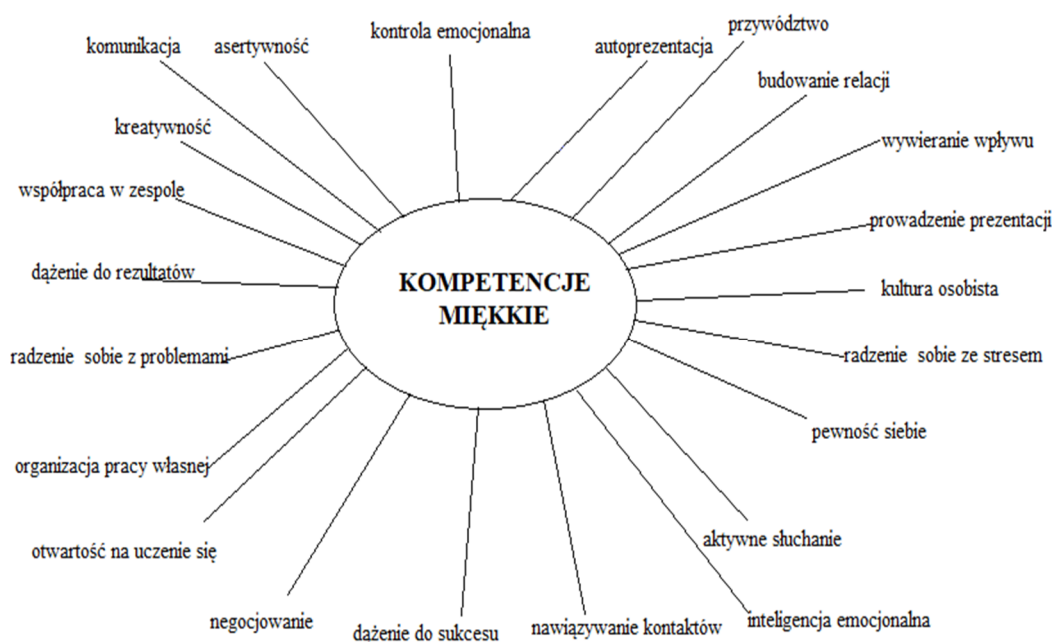 kontrola emocjonalna
przywództwo
komunikacja
asertywność
autoprezentacja
budowanie relacji
kreatywność
wywieranie wpływu
współpraca w zespole
prowadzenie prezentacji
dążenie do rezultatów
KOMPETENCJE
MIĘKKIE
kultura osobista
radzenie sobie z problemami
radzenie sobie ze stresem
pewność siebie
organizacja pracy własnej
otwartość na uczenie się
aktywne słuchanie
negocjowanie
dążenie do sukcesu
nawiązywanie kontaktów
inteligencja emocjonalna